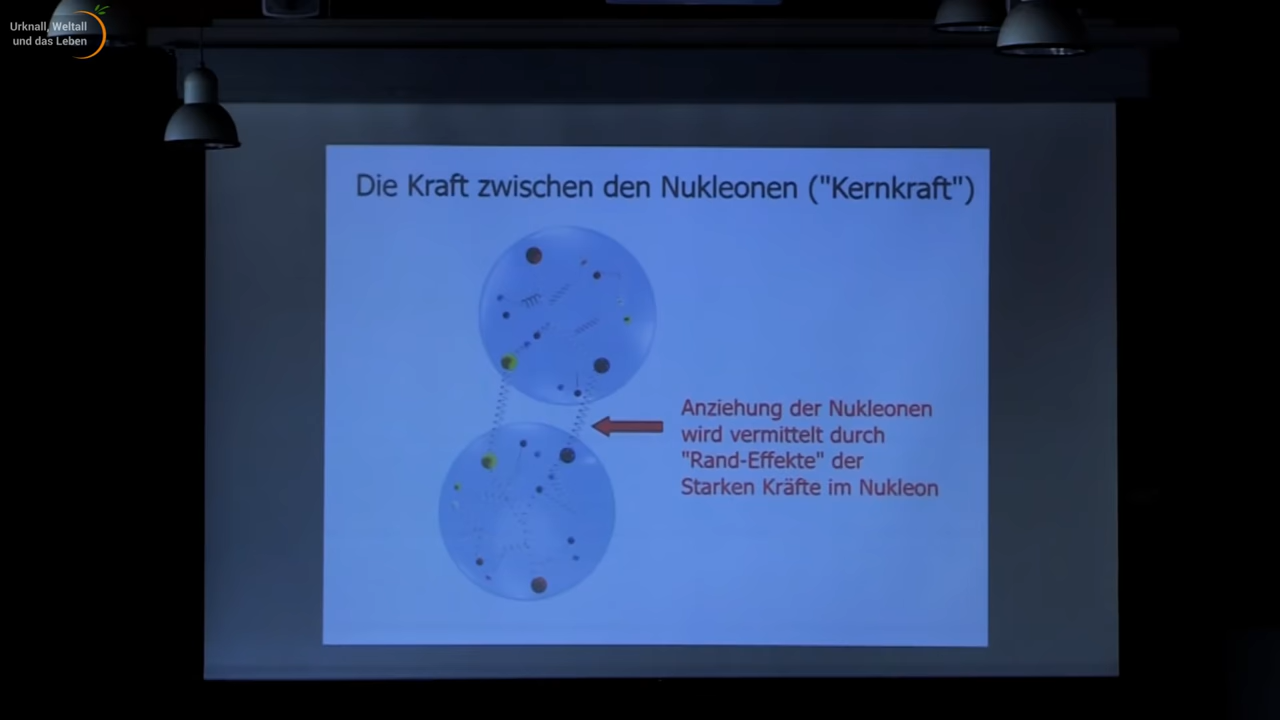 Urknall, Weltall
und das Leben
Die Kraft zwischen den Nukleonen ("Kernkraft")
Anziehung der Nukleonen
wird vermittelt durch
"Rand-Effekte" der
Starken Kräfte im Nukleon